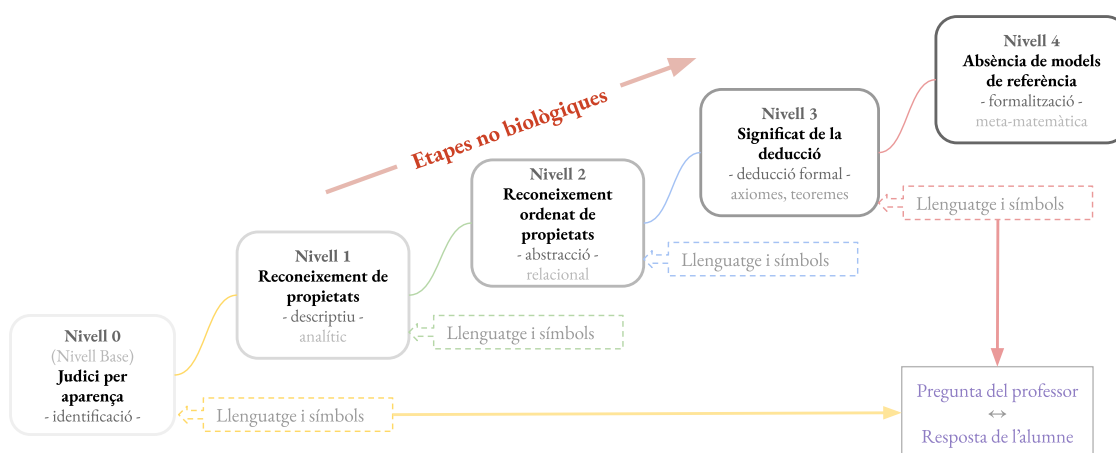 Nivell 4
Absència de models
de referència
- formalització -
meta-matemàtica
Etapes no biològiques
Nivell 3
Significat de la
deducció
- deducció formal -
axiomes, teoremes
Llenguatge i símbols
Nivell 2
Reconeixement
ordenat de
propietats
- abstracció -
relacional
Llenguatge i símbols
Nivell 1
Reconeixement de
propietats
- descriptiu -
analític
Llenguatge i símbols
Nivell 0
(Nivell Base)
Judici per
aparença
- identificació -
Llenguatge i símbols
Pregunta del professor
↔
Resposta de l’alumne